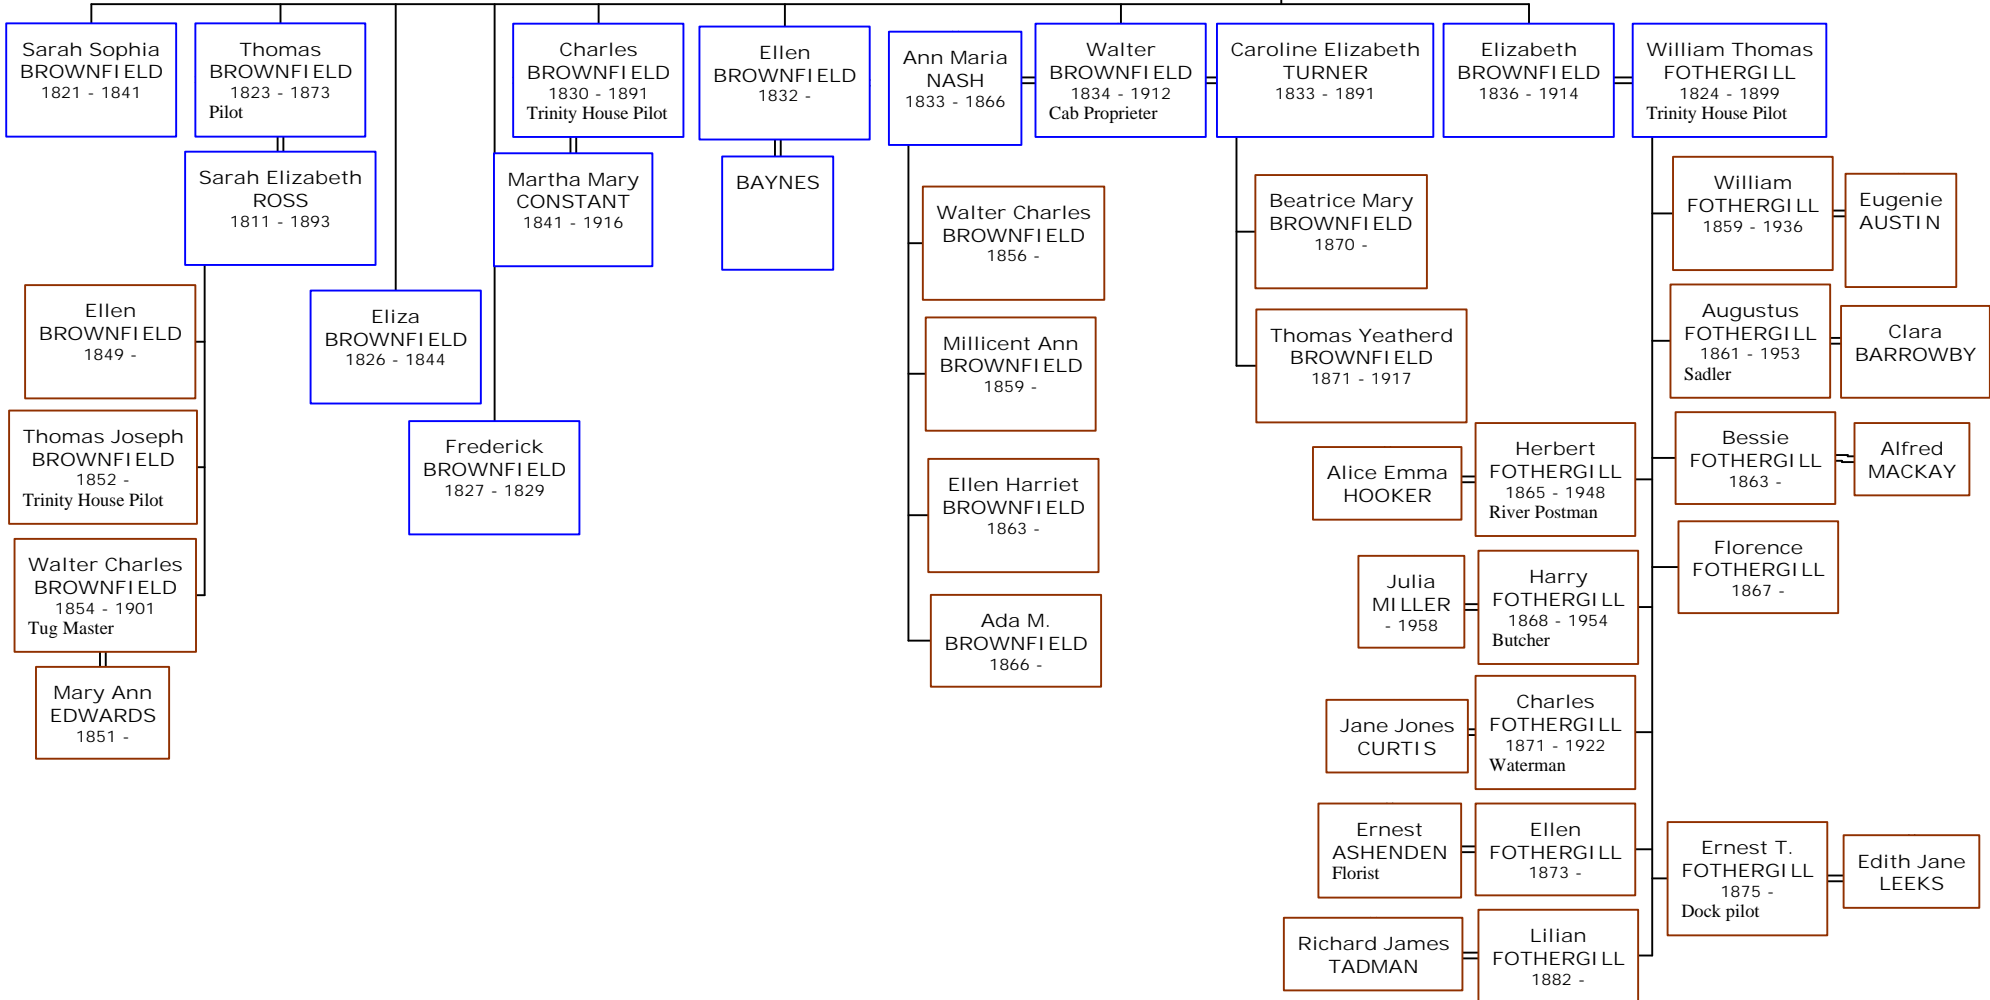 Sarah Sophia
BROWNFIELD
1821 - 1841
Thomas
BROWNFIELD
1823 - 1873
Pilot
Charles
BROWNFIELD
1830 - 1891
Trinity House Pilot
Ellen
BROWNFIELD
1832 -
Ann Maria
NASH
1833 - 1866
Walter
BROWNFIELD
1834 - 1912
Cab Proprieter
Caroline Elizabeth
TURNER
1833 - 1891
Elizabeth
BROWNFIELD
1836 - 1914
William Thomas
FOTHERGILL
1824 - 1899
Trinity House Pilot
Sarah Elizabeth
ROSS
1811 - 1893
Martha Mary
CONSTANT
1841 - 1916
BAYNES
Ellen
BROWNFIELD
1849 -
Thomas Joseph
BROWNFIELD
1852 -
Trinity House Pilot
Walter Charles
BROWNFIELD
1854 - 1901
Tug Master
Mary Ann
EDWARDS
1851 -
Eliza
BROWNFIELD
1826 - 1844
Frederick
BROWNFIELD
1827 - 1829
Walter Charles
BROWNFIELD
1856 -
Millicent Ann
BROWNFIELD
1859 -
Ellen Harriet
BROWNFIELD
1863 -
Ada M.
BROWNFIELD
1866 -
Beatrice Mary
BROWNFIELD
1870 -
Thomas Yeatherd
BROWNFIELD
1871 - 1917
William
FOTHERGILL
1859 - 1936
Eugenie
AUSTIN
Augustus
FOTHERGILL
1861 - 1953
Sadler
Clara
BARROWBY
Bessie
FOTHERGILL
1863 -
Alfred
MACKAY
Alice Emma
HOOKER
Herbert
FOTHERGILL
1865 - 1948
River Postman
Florence
FOTHERGILL
1867 -
Julia
MILLER
- 1958
Harry
FOTHERGILL
1868 - 1954
Butcher
Jane Jones
CURTIS
Charles
FOTHERGILL
1871 - 1922
Waterman
Ernest
ASHENDEN
Florist
Ellen
FOTHERGILL
1873 -
Ernest T.
FOTHERGILL
1875 -
Dock pilot
Edith Jane
LEEKS
Richard James
TADMAN
Lilian
FOTHERGILL
1882 -